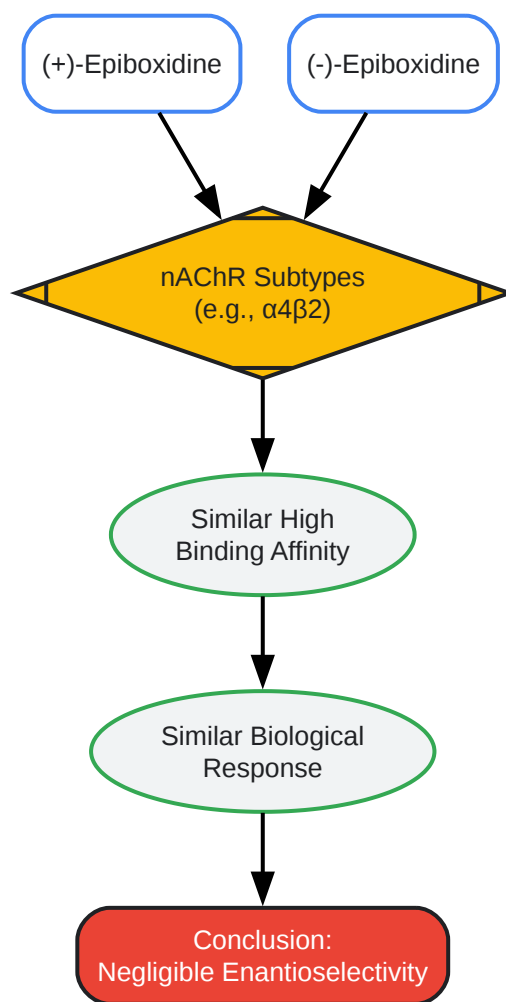 (+)-Epiboxidine
(-)-Epiboxidine
nAChR Subtypes
(e.g., α4β2)
Similar High
Binding Affinity
Similar Biological
Response
Conclusion:
Negligible Enantioselectivity